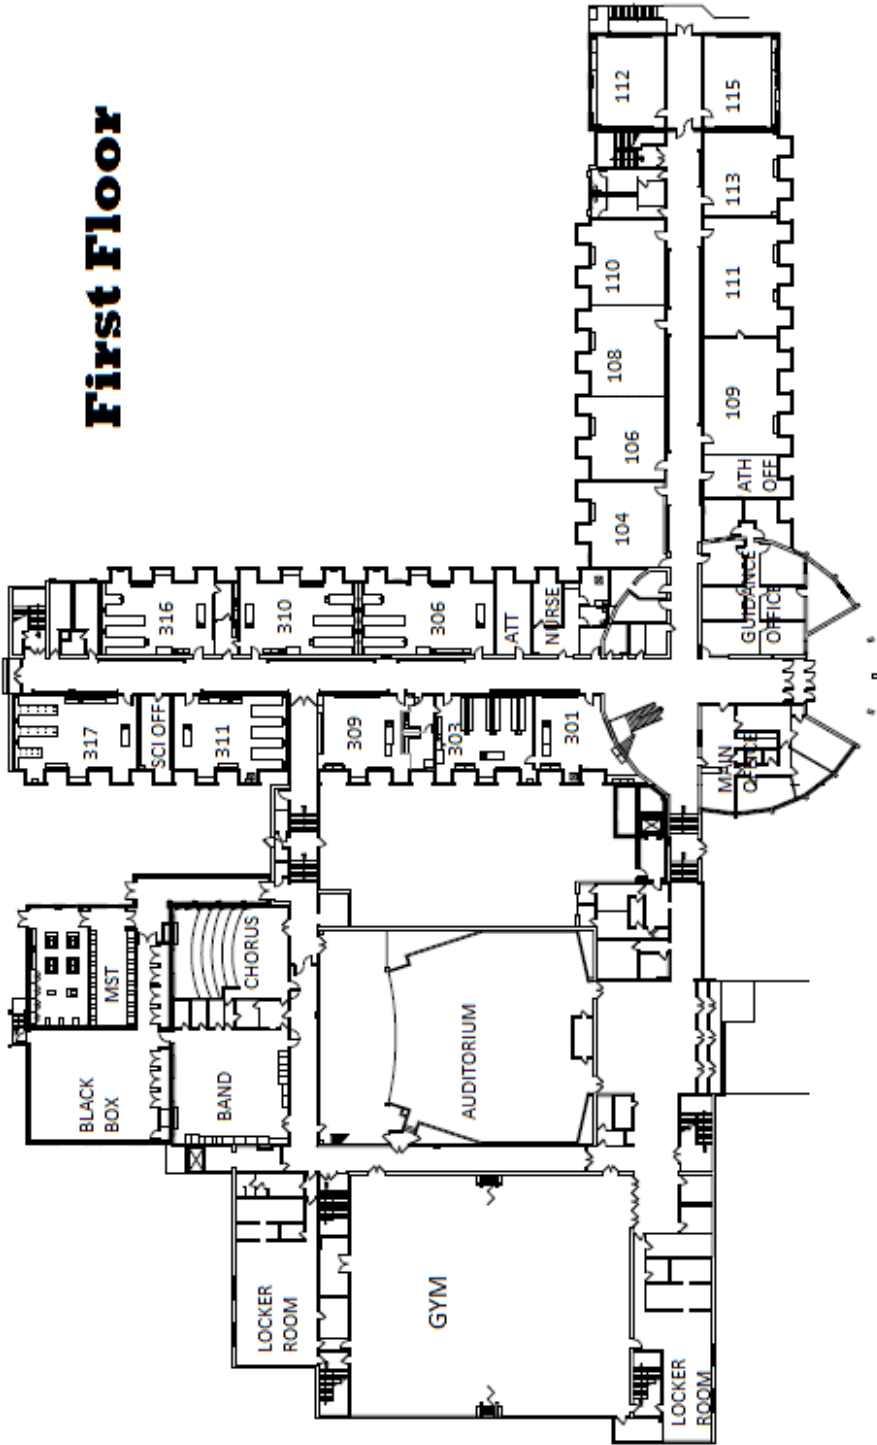 First Floor
112
115
113
110
111
108
109
106
ATH
OFF
104
GUIDANCE
OFFICE
316
310
306
ATT
NURSE
317
SCI OFF
311
309
303
301
MAIN
OFFICE
MST
CHORUS
BLACK
BOX
BAND
AUDITORIUM
LOCKER
ROOM
GYM
LOCKER
ROOM